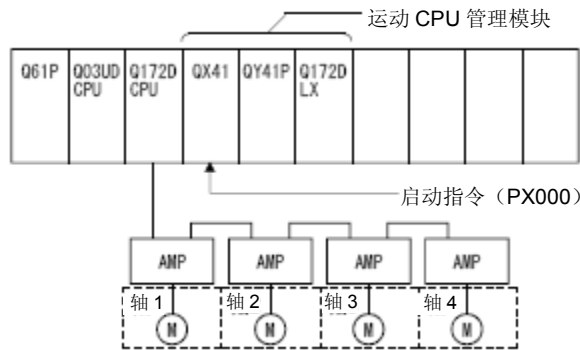 运动 CPU 管理模块
Q61P Q03UD CPU Q172D CPU QX41 QY41P Q172D LX
启动指令（PX000）
AMP AMP AMP AMP
轴 1 轴 2 轴 3 轴 4
M M M M